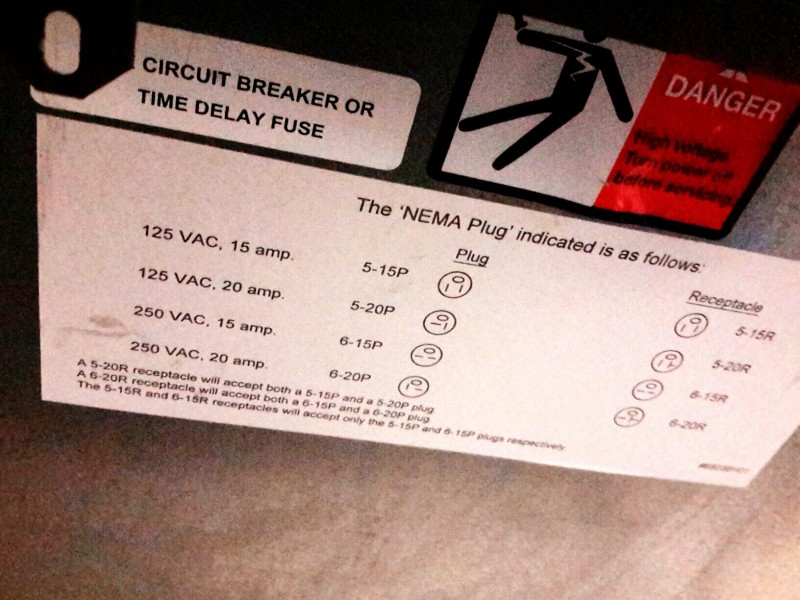 CIRCUIT BREAKER OR
TIME DELAY FUSE
DANGER
High voltage.
Turn power off
before servicing.
The 'NEMA Plug' indicated is as follows:
Plug
Receptacle
125 VAC, 15 amp. 5-15P 5-15R
125 VAC, 20 amp. 5-20P 5-20R
250 VAC, 15 amp. 6-15P 6-15R
250 VAC, 20 amp. 6-20P 6-20R
A 5-20R receptacle will accept both a 5-15P and a 5-20P plug
A 6-20R receptacle will accept both a 6-15P and a 6-20P plug
The 5-15R and 6-15R receptacles will accept only the 5-15P and 6-15P plugs respectively